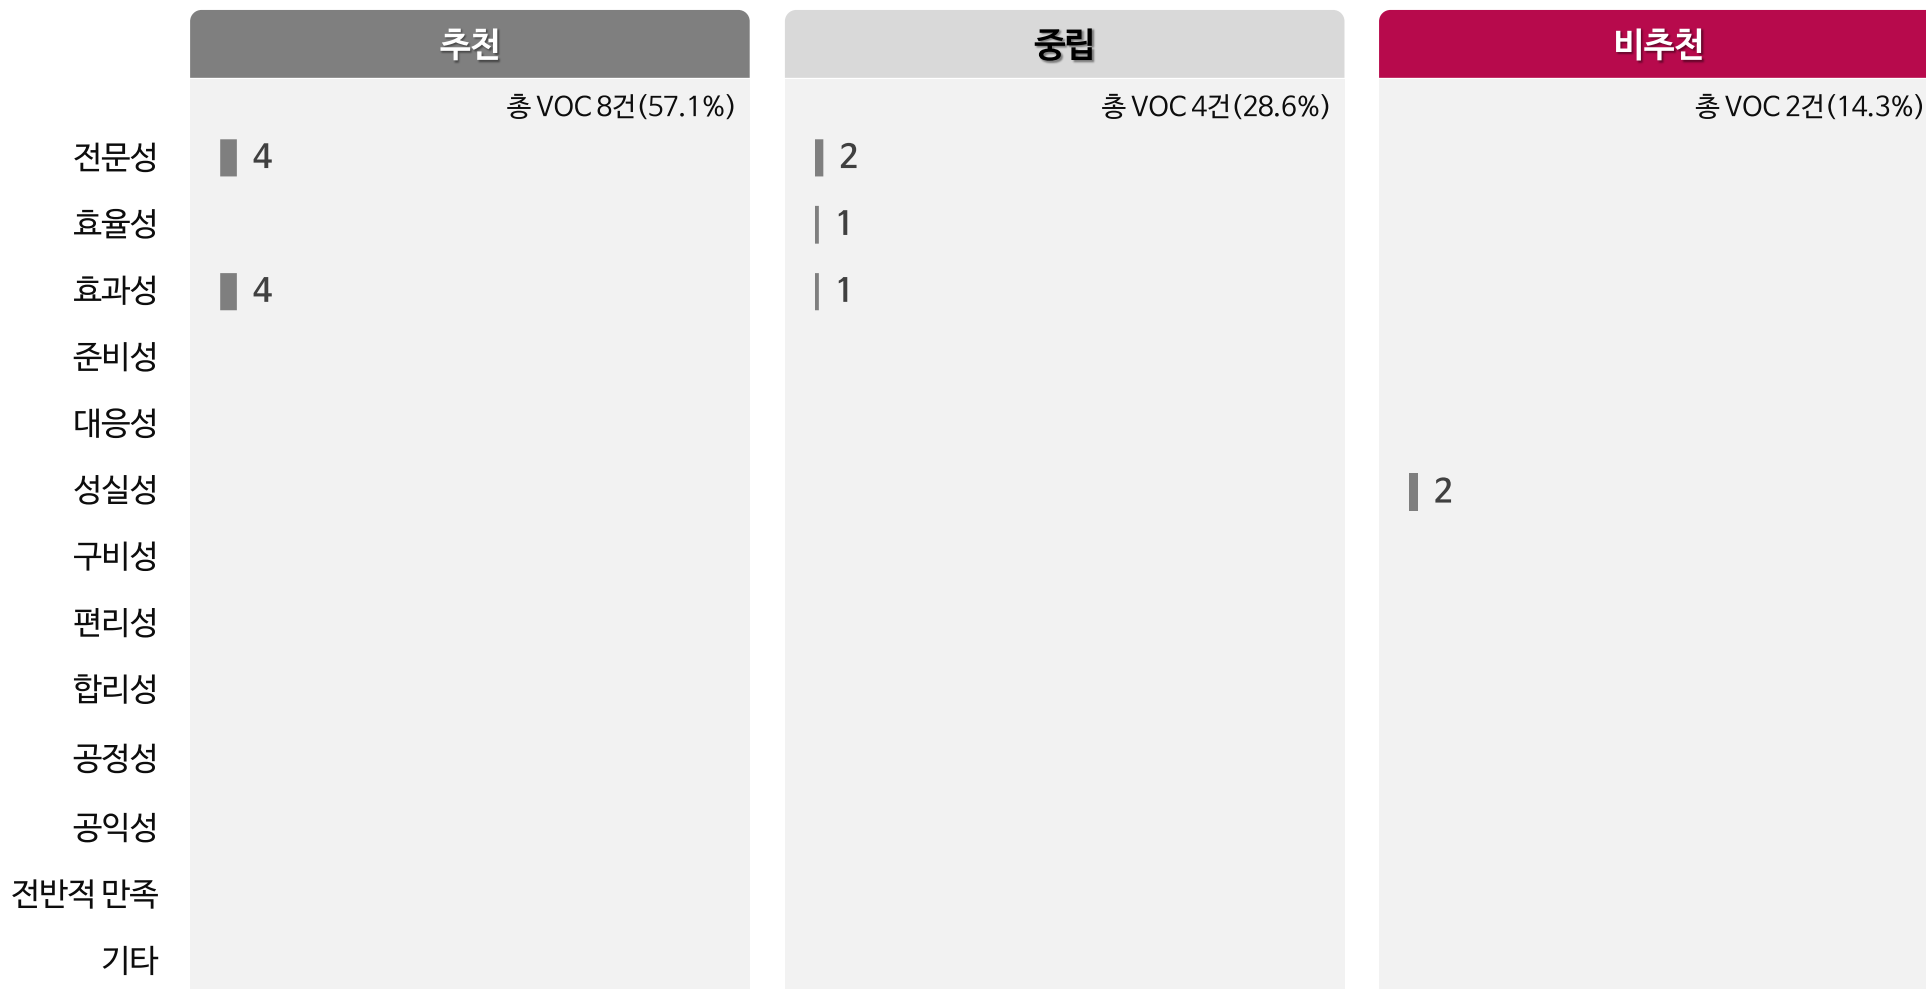 추천 중립 비추천
총 VOC 8건(57.1%) 총 VOC 4건(28.6%) 총 VOC 2건(14.3%)
전문성 4 2
효율성 1
효과성 4 1
준비성
대응성
성실성 2
구비성
편리성
합리성
공정성
공익성
전반적 만족
기타